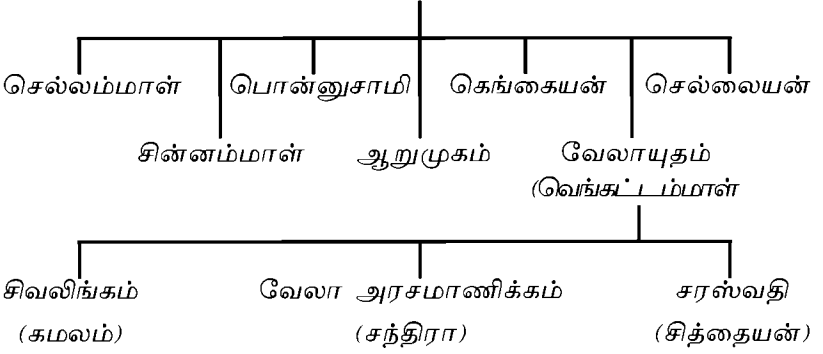 செல்லம்மாள் பொன்னுசாமி கெங்கையன் செல்லையன்
சின்னம்மாள் ஆறுமுகம் வேலாயுதம்
(வெங்கட்டம்மாள்
சிவலிங்கம் வேலா அரசமாணிக்கம் சரஸ்வதி
(கமலம்) (சந்திரா) (சித்தையன்)